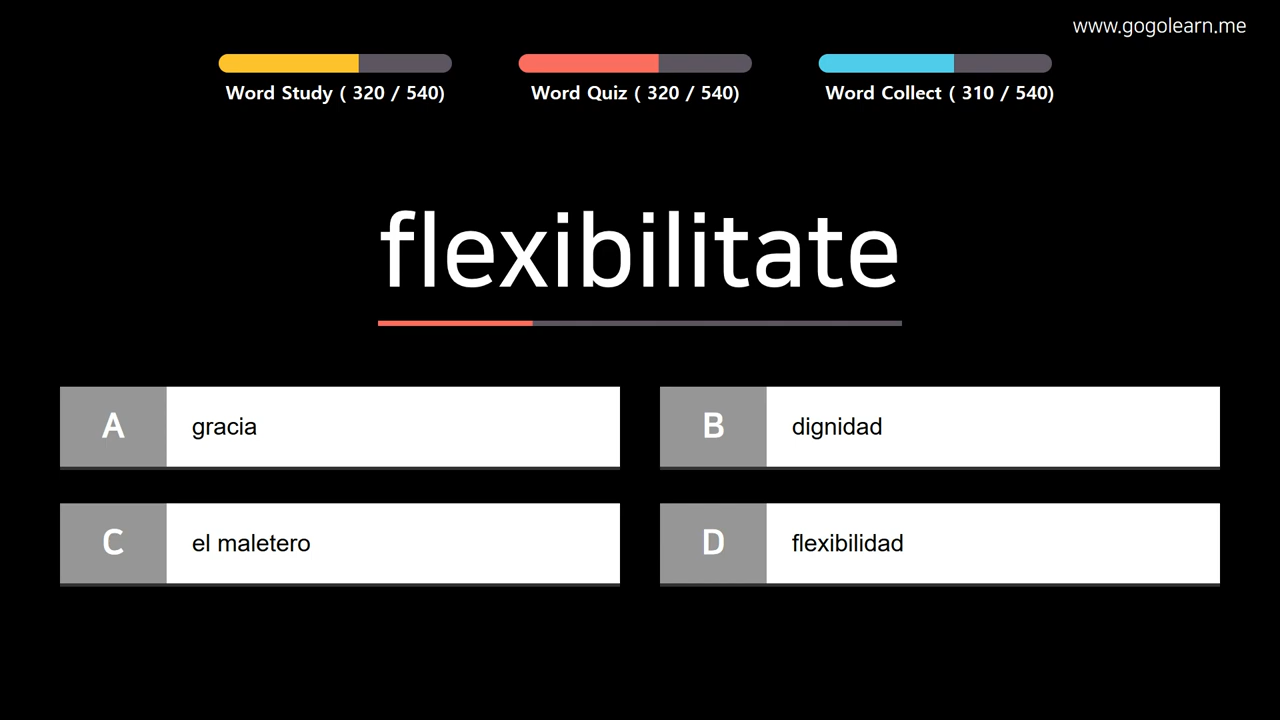 www.gogolearn.me
Word Study ( 320 / 540)
Word Quiz ( 320 / 540)
Word Collect ( 310 / 540)
flexibilitate
A gracia
B dignidad
C el maletero
D flexibilidad